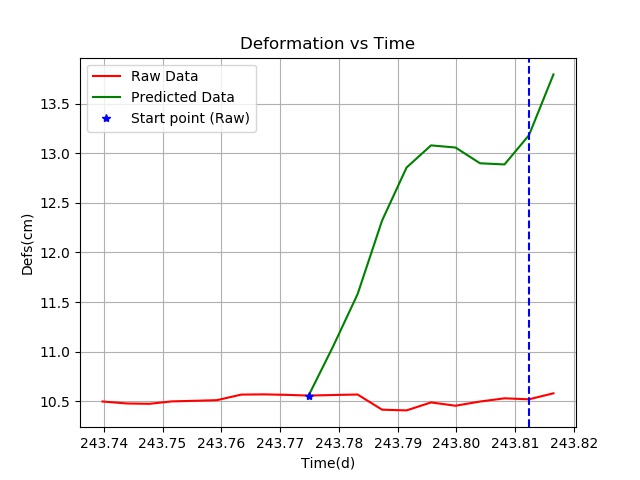 Deformation vs Time
Raw Data
Predicted Data
Start point (Raw)
13.5
13.0
12.5
12.0
11.5
11.0
10.5
Defs(cm)
243.74 243.75 243.76 243.77 243.78 243.79 243.80 243.81 243.82
Time(d)